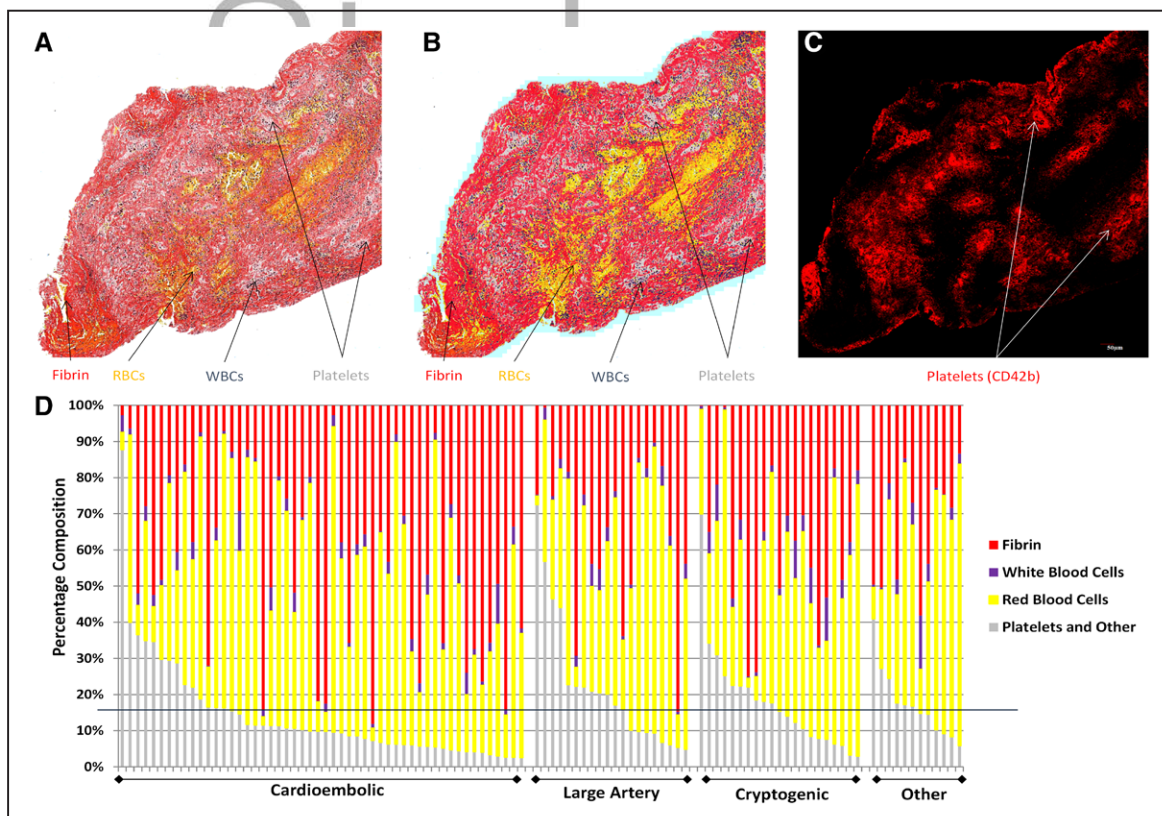 A B C
Fibrin RBCs WBCs Platelets Fibrin RBCs WBCs Platelets Platelets (CD42b)
50μm
D
Percentage Composition
100%
90%
80%
70%
60%
50%
40%
30%
20%
10%
0%
Cardioembolic Large Artery Cryptogenic Other
Fibrin
White Blood Cells
Red Blood Cells
Platelets and Other